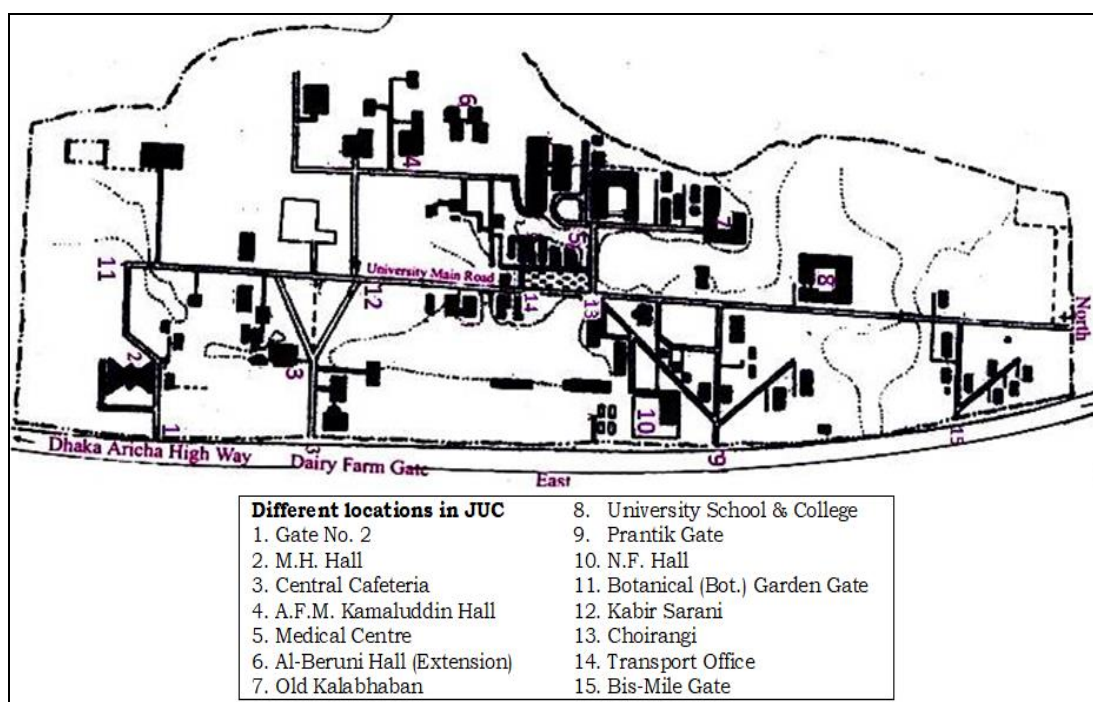 6
4
7
5
11
University Main Road
8
12
14
13
North
2
3
10
1
3
9
15
Dhaka Aricha High Way
Dairy Farm Gate
East
Different locations in JUC
1. Gate No. 2
2. M.H. Hall
3. Central Cafeteria
4. A.F.M. Kamaluddin Hall
5. Medical Centre
6. Al-Beruni Hall (Extension)
7. Old Kalabhaban
8. University School & College
9. Prantik Gate
10. N.F. Hall
11. Botanical (Bot.) Garden Gate
12. Kabir Sarani
13. Choirangi
14. Transport Office
15. Bis-Mile Gate